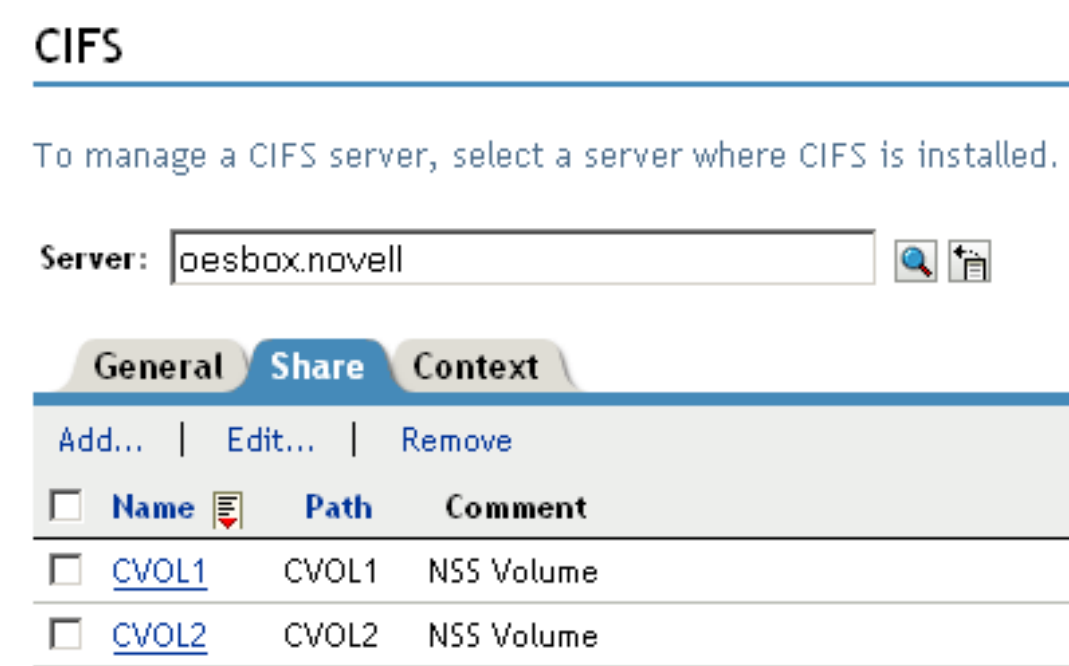 CIFS
To manage a CIFS server, select a server where CIFS is installed.
Server: oesbox.novell
General Share Context
Add... | Edit... | Remove
Name Path Comment
CVOL1 CVOL1 NSS Volume
CVOL2 CVOL2 NSS Volume